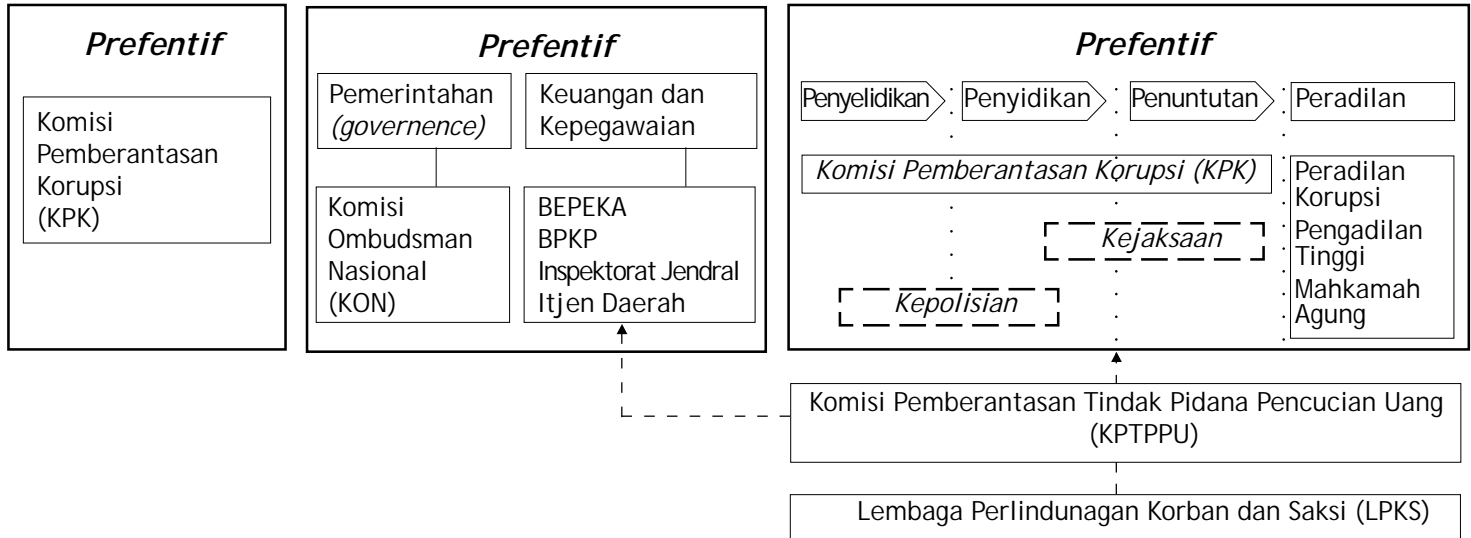 Prefentif
Komisi
Pemberantasan
Korupsi
(KPK)
Prefentif
Pemerintahan
(governence)
Keuangan dan
Kepegawaian
Komisi
Ombudsman
Nasional
(KON)
BEPEKA
BPKP
Inspektorat Jendral
Itjen Daerah
Prefentif
Penyelidikan
Penyidikan
Penuntutan
Peradilan
Komisi Pemberantasan Korupsi (KPK)
Kejaksaan
Kepolisian
Peradilan
Korupsi
Pengadilan
Tinggi
Mahkamah
Agung
Komisi Pemberantasan Tindak Pidana Pencucian Uang
(KPTPPU)
Lembaga Perlindunagan Korban dan Saksi (LPKS)